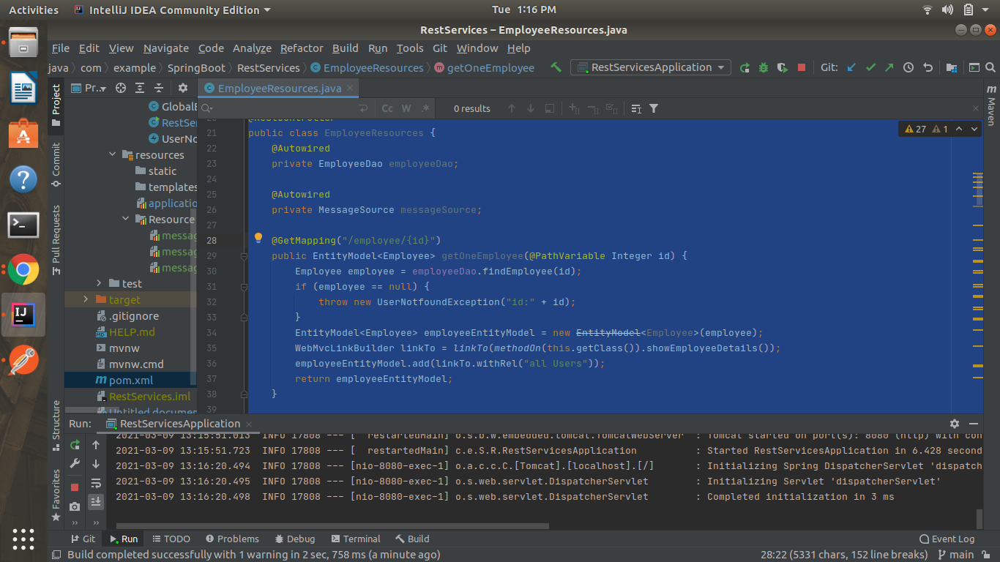 Activities IntelliJ IDEA Community Edition Tue 1:16 PM
RestServices – EmployeeResources.java
File Edit View Navigate Code Analyze Refactor Build Run Tools Git Window Help
java com example SpringBoot RestServices EmployeeResources getOneEmployee RestServicesApplication Git:
Pr... EmployeeResources.java
Cc W .* 0 results
Project
Commit
Pull Requests
Structure
Favorites
Maven
GlobalE
RestSe
UserNo
resources
static
templates
applicatio
Resource
messag
messag
messag
test
target
.gitignore
HELP.md
mvnw
mvnw.cmd
pom.xml
RestServices.iml
Untitled documen
27 1
20 @RestController
21 public class EmployeeResources {
22 @Autowired
23 private EmployeeDao employeeDao;
24
25 @Autowired
26 private MessageSource messageSource;
27
28 @GetMapping("/employee/{id}")
29 public EntityModel<Employee> getOneEmployee(@PathVariable Integer id) {
30 Employee employee = employeeDao.findEmployee(id);
31 if (employee == null) {
32 throw new UserNotfoundException("id:" + id);
33 }
34 EntityModel<Employee> employeeEntityModel = new EntityModel<Employee>(employee);
35 WebMvcLinkBuilder linkTo = linkTo(methodOn(this.getClass()).showEmployeeDetails());
36 employeeEntityModel.add(linkTo.withRel("all Users"));
37 return employeeEntityModel;
38 }
39
Run: RestServicesApplication
2021-03-09 13:15:51.613 INFO 17808 --- [ restartedMain] o.s.b.w.embedded.tomcat.TomcatWebServer : Tomcat started on port(s): 8080 (http) with con
2021-03-09 13:15:51.723 INFO 17808 --- [ restartedMain] c.e.S.R.RestServicesApplication : Started RestServicesApplication in 6.428 second
2021-03-09 13:16:20.494 INFO 17808 --- [nio-8080-exec-1] o.a.c.c.C.[Tomcat].[localhost].[/] : Initializing Spring DispatcherServlet 'dispatch
2021-03-09 13:16:20.495 INFO 17808 --- [nio-8080-exec-1] o.s.web.servlet.DispatcherServlet : Initializing Servlet 'dispatcherServlet'
2021-03-09 13:16:20.498 INFO 17808 --- [nio-8080-exec-1] o.s.web.servlet.DispatcherServlet : Completed initialization in 3 ms
Git Run TODO Problems Debug Terminal Build Event Log
Build completed successfully with 1 warning in 2 sec, 758 ms (a minute ago) 28:22 (5331 chars, 152 line breaks) main